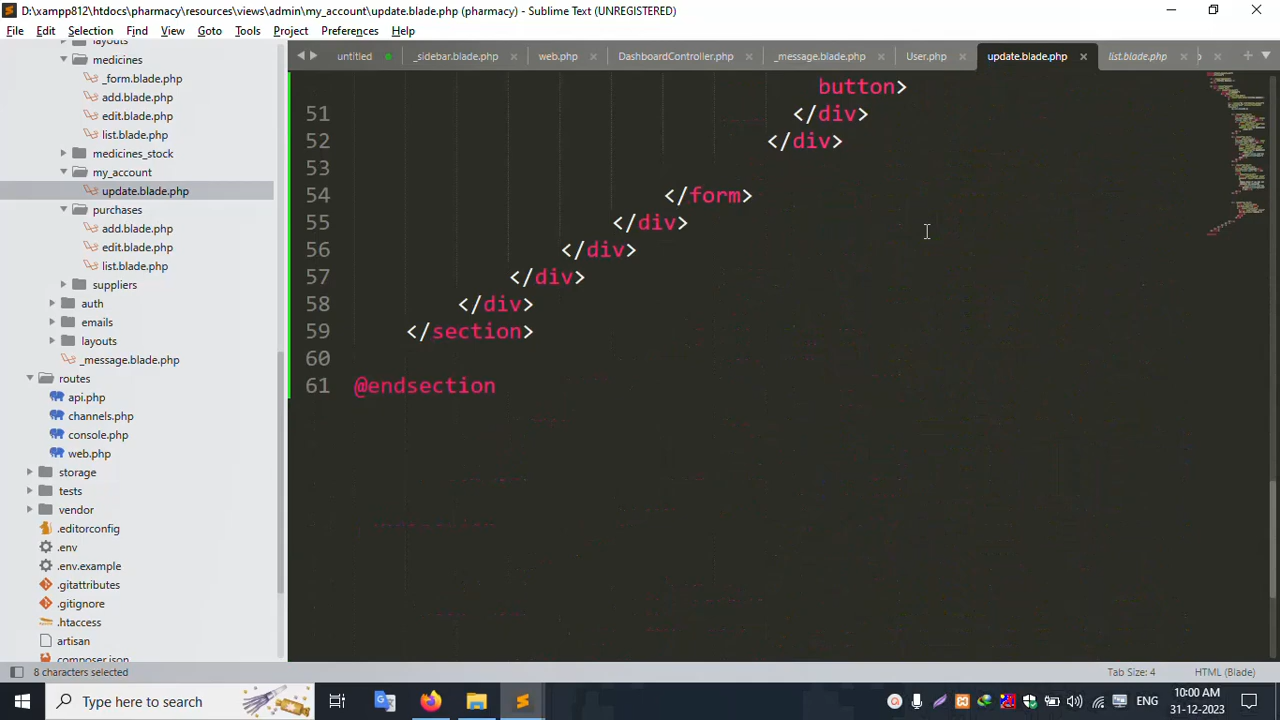 D:\xampp812\htdocs\pharmacy\resources\views\admin\my_account\update.blade.php (pharmacy) - Sublime Text (UNREGISTERED)
File Edit Selection Find View Goto Tools Project Preferences Help
layouts
medicines
_form.blade.php
add.blade.php
edit.blade.php
list.blade.php
medicines_stock
my_account
update.blade.php
purchases
add.blade.php
edit.blade.php
list.blade.php
suppliers
auth
emails
layouts
_message.blade.php
routes
api.php
channels.php
console.php
web.php
storage
tests
vendor
.editorconfig
.env
.env.example
.gitattributes
.gitignore
.htaccess
artisan
composer.json
untitled _sidebar.blade.php web.php DashboardController.php _message.blade.php User.php update.blade.php list.blade.php
button>
51 </div>
52 </div>
53
54 </form>
55 </div>
56 </div>
57 </div>
58 </div>
59 </section>
60
61 @endsection
8 characters selected Tab Size: 4 HTML (Blade)
Type here to search ENG 10:00 AM
31-12-2023